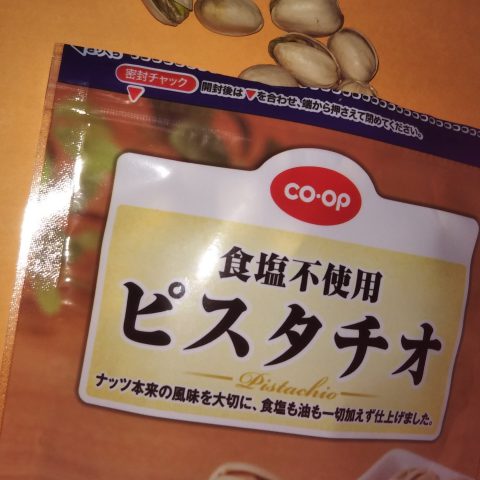 密封チャック
開封後は▼を合わせ、端から押さえて閉めてください。
CO·OP
食塩不使用
ピスタチオ
Pistachio
ナッツ本来の風味を大切に、食塩も油も一切加えず仕上げました。